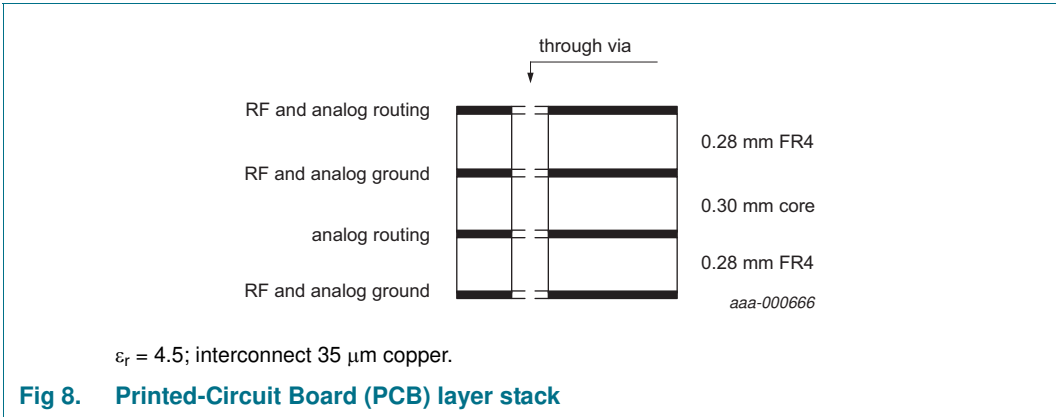 through via
RF and analog routing
0.28 mm FR4
RF and analog ground
0.30 mm core
analog routing
0.28 mm FR4
RF and analog ground
aaa-000666
εr = 4.5; interconnect 35 μm copper.
Fig 8. Printed-Circuit Board (PCB) layer stack